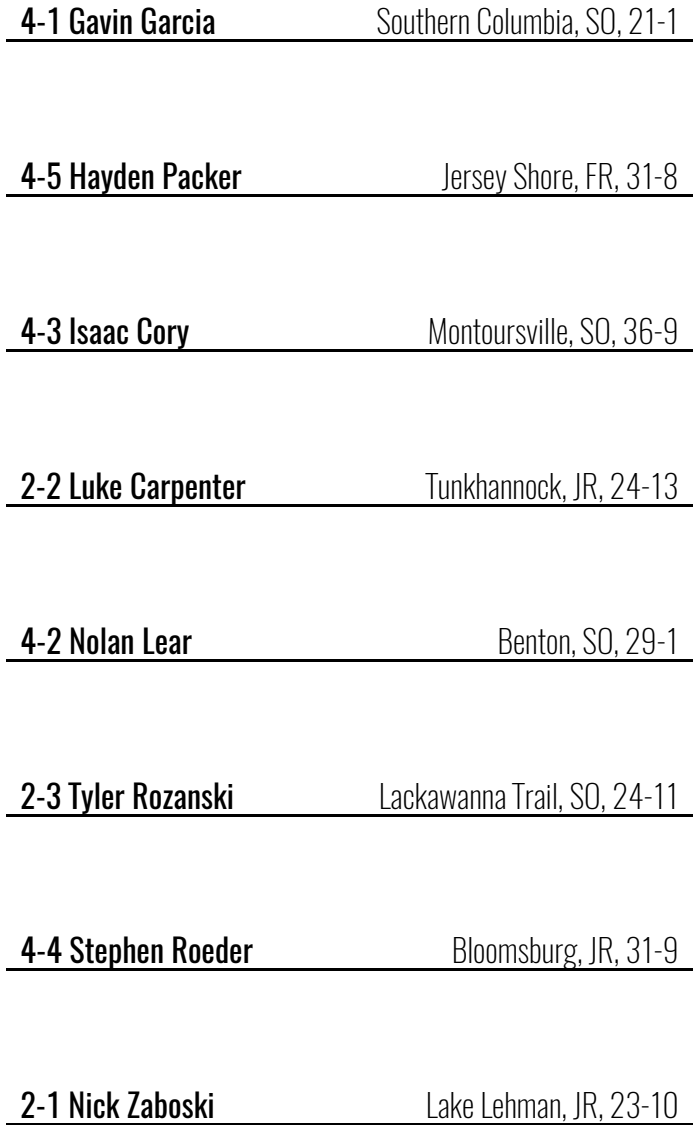 4-1 Gavin Garcia Southern Columbia, SO, 21-1
4-5 Hayden Packer Jersey Shore, FR, 31-8
4-3 Isaac Cory Montoursville, SO, 36-9
2-2 Luke Carpenter Tunkhannock, JR, 24-13
4-2 Nolan Lear Benton, SO, 29-1
2-3 Tyler Rozanski Lackawanna Trail, SO, 24-11
4-4 Stephen Roeder Bloomsburg, JR, 31-9
2-1 Nick Zaboski Lake Lehman, JR, 23-10